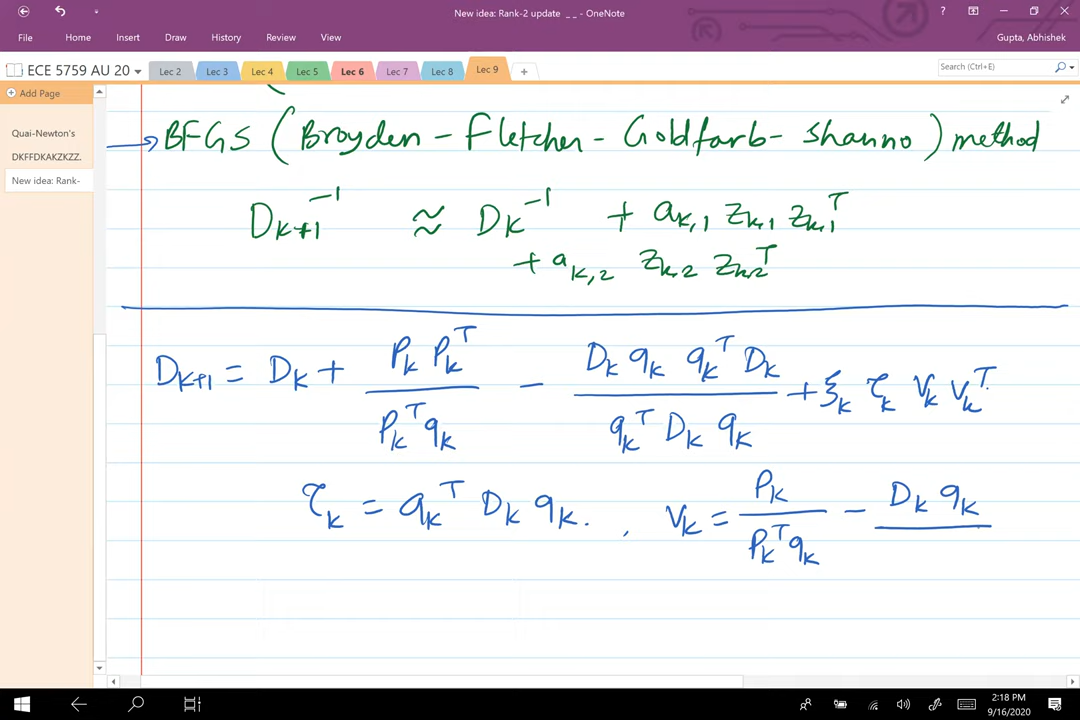 New idea: Rank-2 update _ _ - OneNote
?
File Home Insert Draw History Review View
Gupta, Abhishek
ECE 5759 AU 20
Lec 2 Lec 3 Lec 4 Lec 5 Lec 6 Lec 7 Lec 8 Lec 9 +
Search (Ctrl+E)
Add Page
Quai-Newton's
DKFFDKAKZKZZ.
New idea: Rank-
→ BFGS (Broyden - Fletcher - Goldfarb - Shanno) method
D_{k+1}^{-1} ≈ D_k^{-1} + a_{k,1} z_{k,1} z_{k,1}^T
+ a_{k,2} z_{k,2} z_{k,2}^T
D_{k+1} = D_k + \frac{p_k p_k^T}{p_k^T q_k} - \frac{D_k q_k q_k^T D_k}{q_k^T D_k q_k} + ξ_k τ_k v_k v_k^T
τ_k = q_k^T D_k q_k. , v_k = \frac{p_k}{p_k^T q_k} - \frac{D_k q_k}{}
2:18 PM
9/16/2020